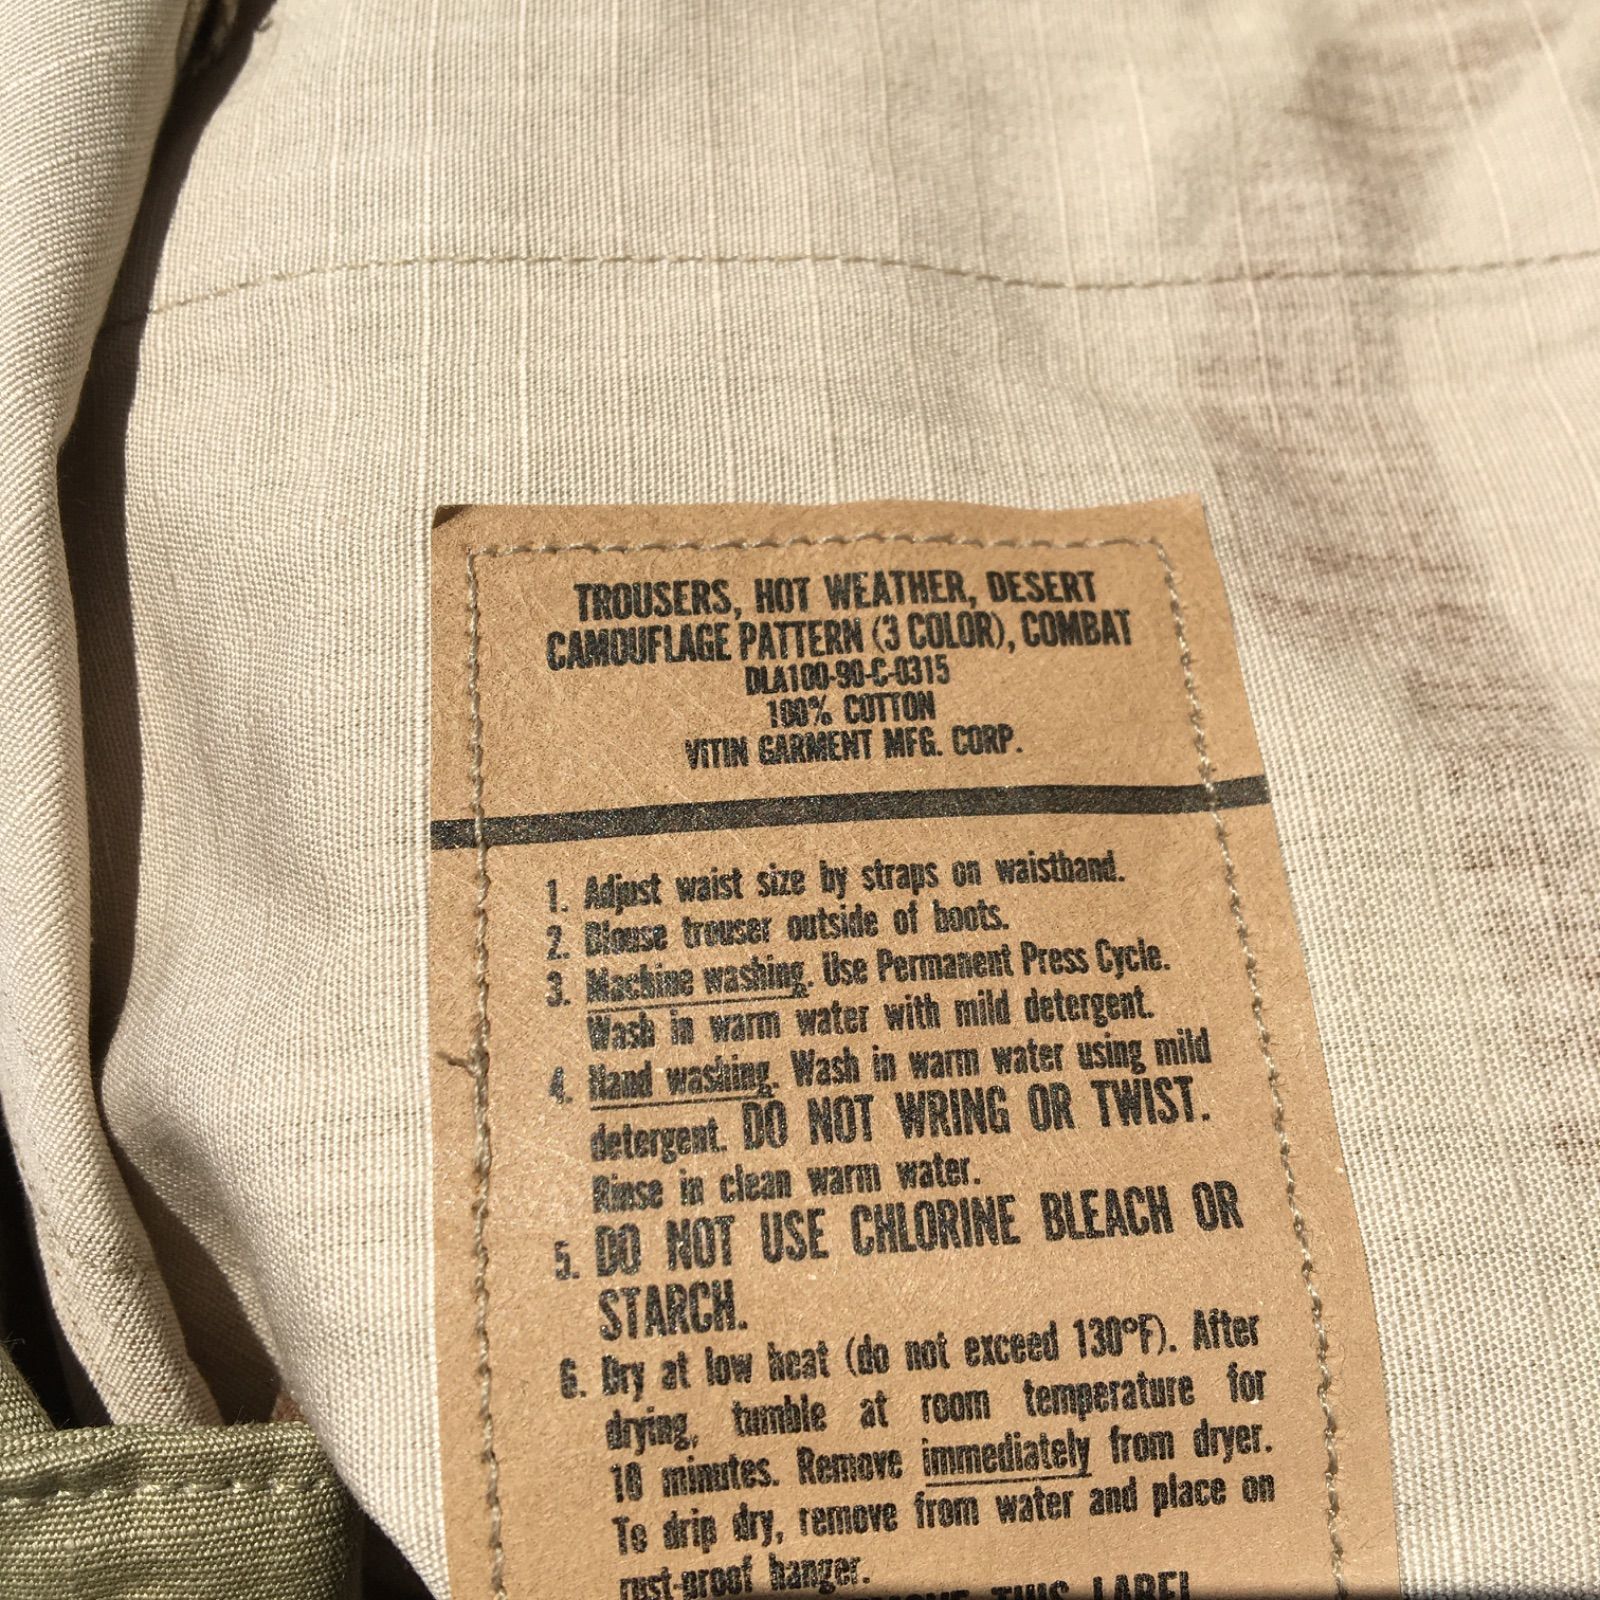 TROUSERS, HOT WEATHER, DESERT
CAMOUFLAGE PATTERN (3 COLOR), COMBAT
DLA100-90-C-0315
100% COTTON
VITIN GARMENT MFG. CORP.
1. Adjust waist size by straps on waistband.
2. Blouse trouser outside of boots.
3. Machine washing. Use Permanent Press Cycle.
Wash in warm water with mild detergent.
4. Hand washing. Wash in warm water using mild
detergent. DO NOT WRING OR TWIST.
Rinse in clean warm water.
5. DO NOT USE CHLORINE BLEACH OR
STARCH.
6. Dry at low heat (do not exceed 130°F). After
drying, tumble at room temperature for
10 minutes. Remove immediately from dryer.
To drip dry, remove from water and place on
rust-proof hanger.
THIS LABEL